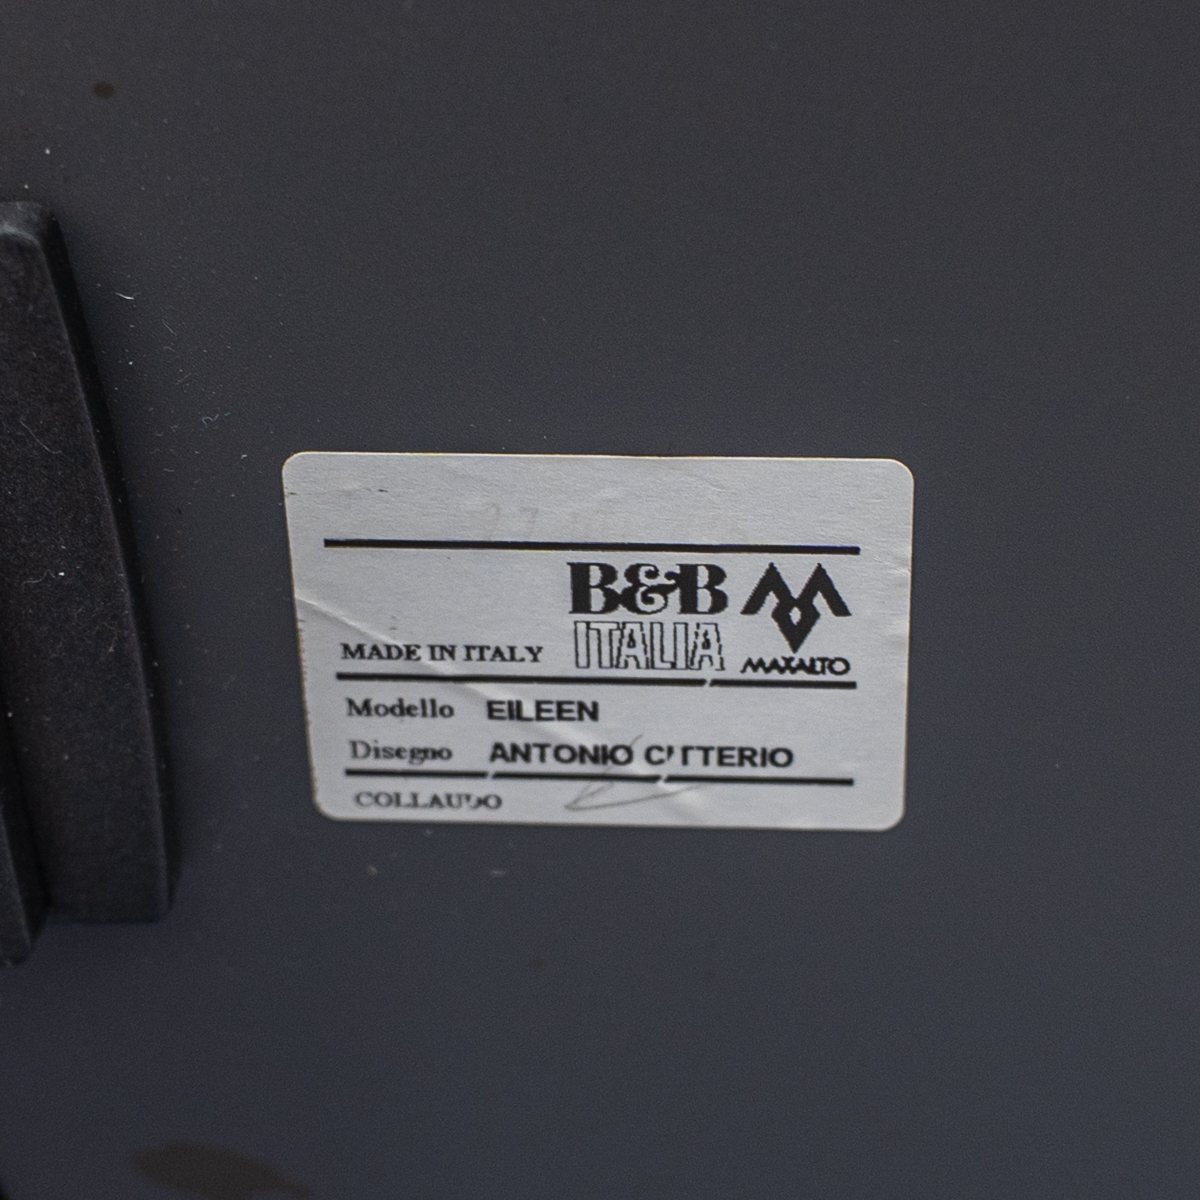 B&B
ITALIA
MAXALTO
MADE IN ITALY
Modello EILEEN
Disegno ANTONIO CITTERIO
COLLAUDO